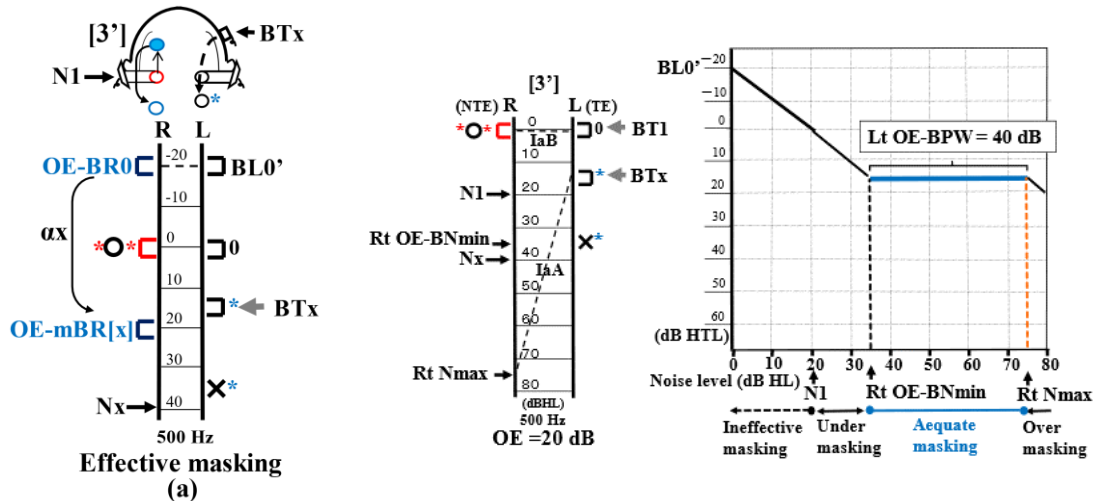 [3']
BTx
N1
*
R L
OE-BR0 -20 BL0'
-10
αx
*O* 0 0
10
* BTx
OE-mBR[x] 20
30
X*
Nx 40
500 Hz
Effective masking
(a)
[3']
(NTE) R L (TE)
*O* 0 0 BT1
IaB
10
* BTx
N1 20
30
Rt OE-BNmin X*
Nx 40
IaA
50
60
70
Rt Nmax
80
(dBHL)
500 Hz
OE =20 dB
BL0' -20
-10
0
Lt OE-BPW = 40 dB
10
20
30
40
50
(dB HTL) 60
0 10 20 30 40 50 60 70 80
Noise level (dB HL) N1 Rt OE-BNmin Rt Nmax
Ineffective masking
Under masking
Aequate masking
Over masking